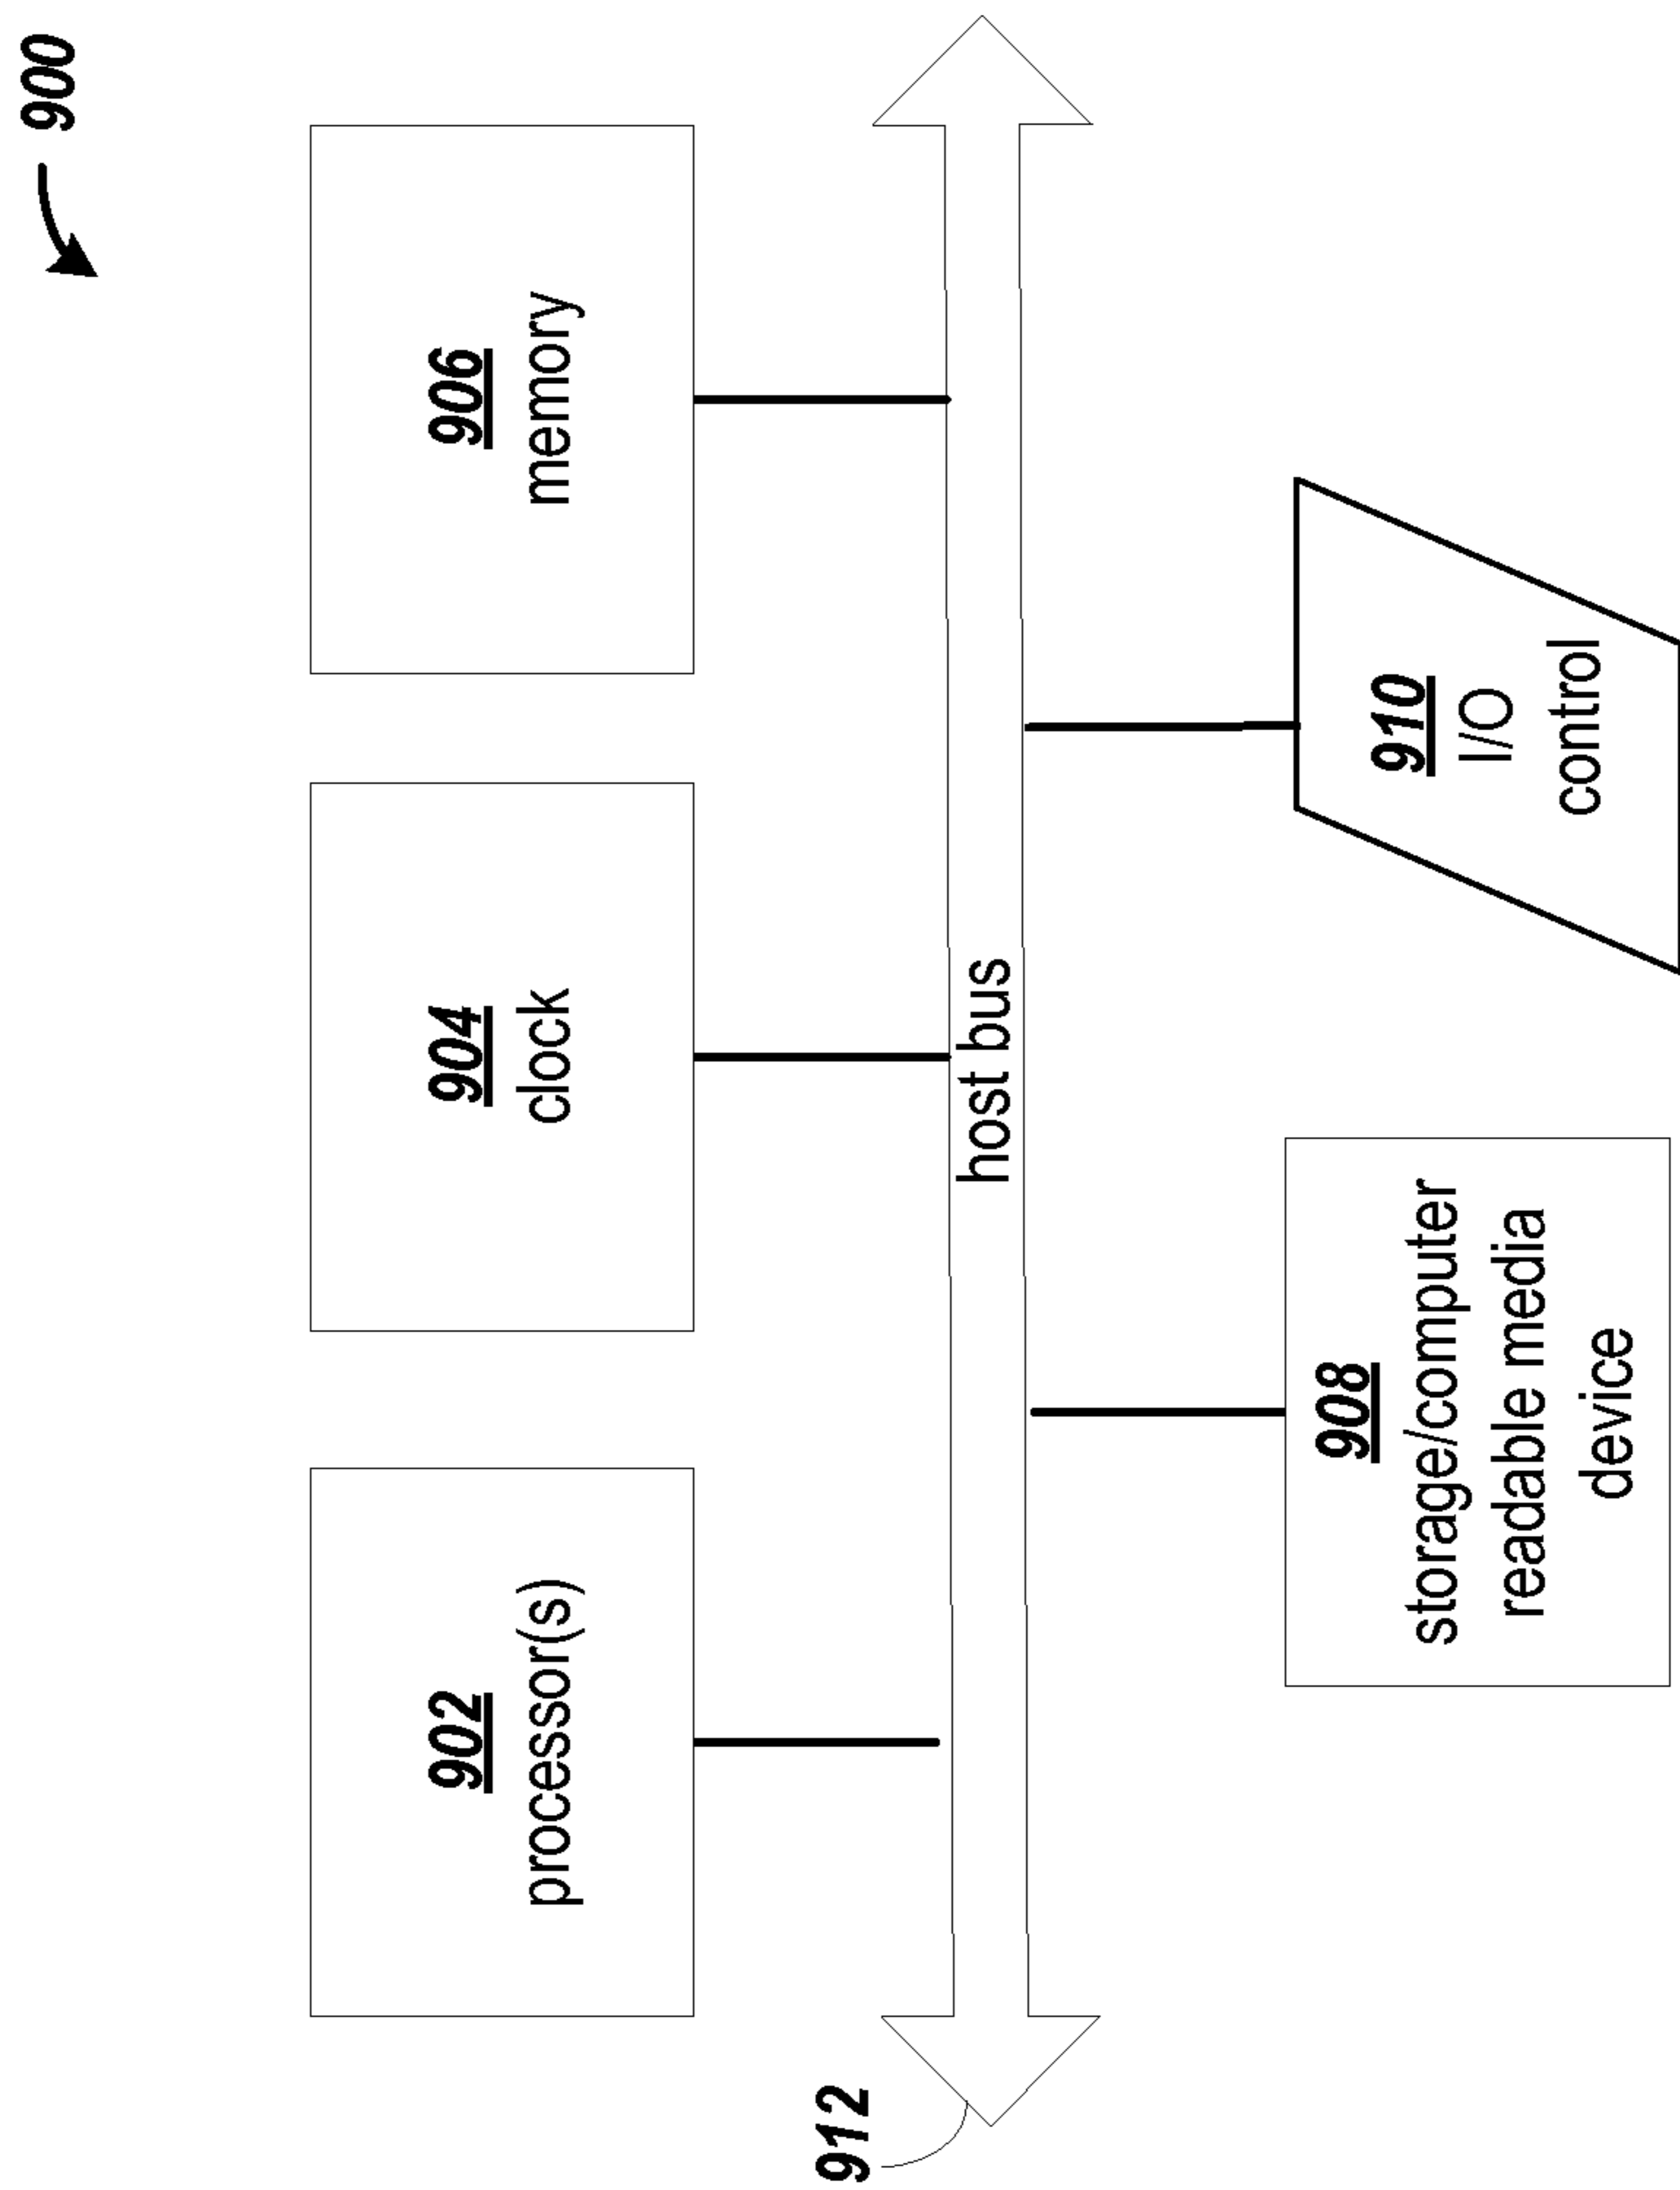 900
902
processor(s)
904
clock
906
memory
912
host bus
908
storage/computer
readable media
device
910
I/O
control